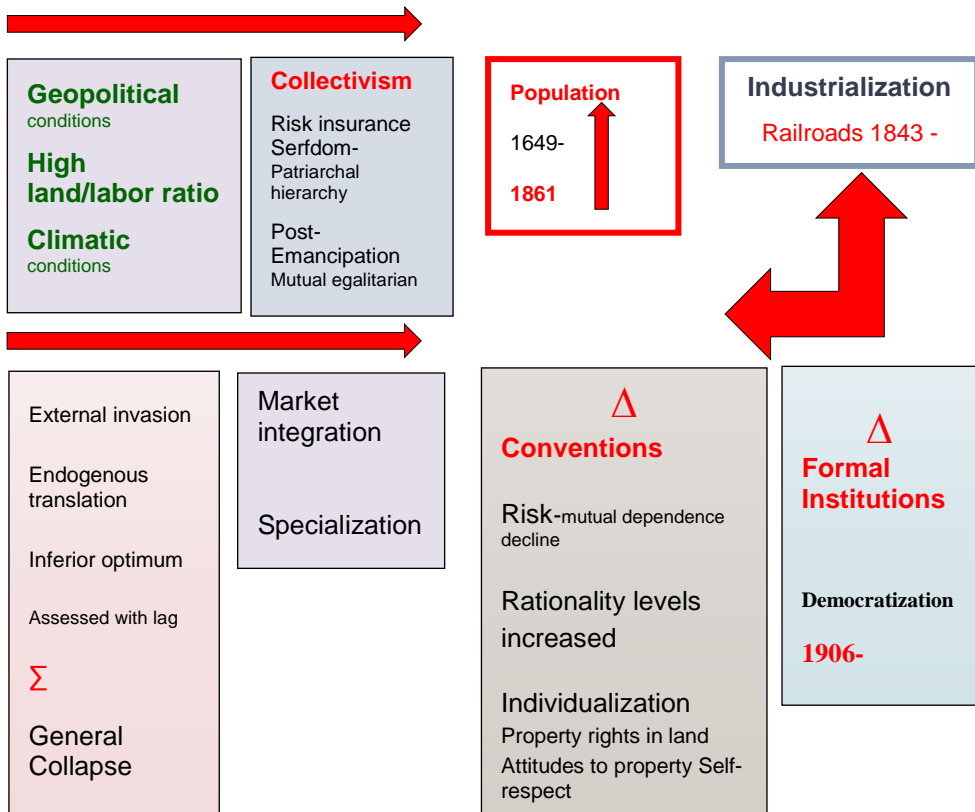 Geopolitical
conditions
High
land/labor ratio
Climatic
conditions
Collectivism
Risk insurance
Serfdom-
Patriarchal
hierarchy
Post-
Emancipation
Mutual egalitarian
Population
1649-
1861
Industrialization
Railroads 1843 -
External invasion
Endogenous
translation
Inferior optimum
Assessed with lag
Σ
General
Collapse
Market
integration
Specialization
Δ
Conventions
Risk-mutual dependence
decline
Rationality levels
increased
Individualization
Property rights in land
Attitudes to property Self-
respect
Δ
Formal
Institutions
Democratization
1906-